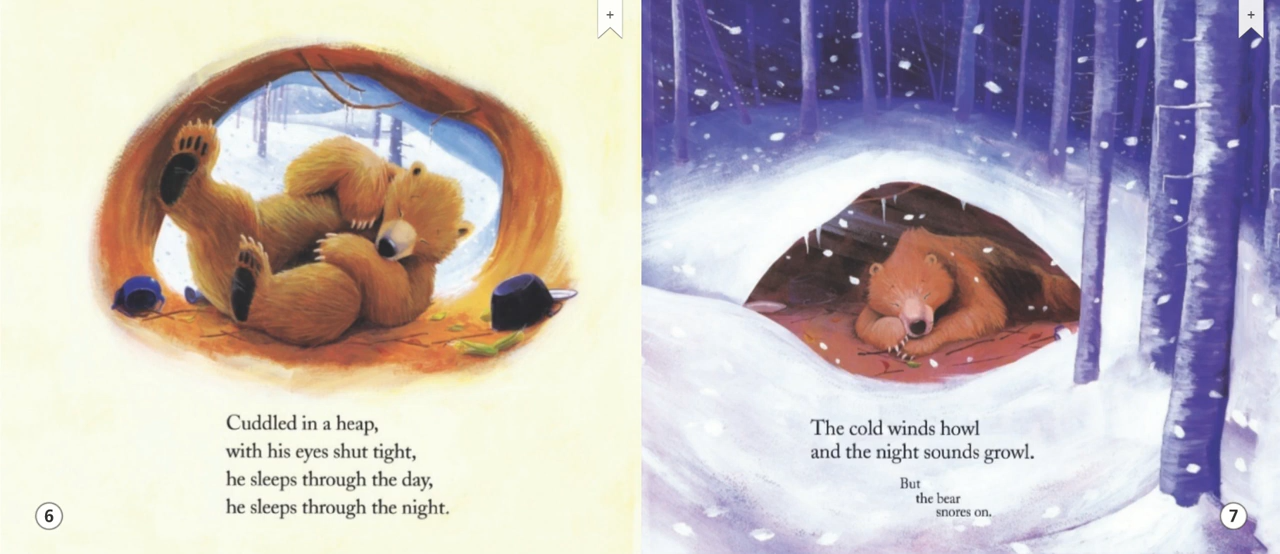 Cuddled in a heap,
with his eyes shut tight,
he sleeps through the day,
he sleeps through the night.
6
The cold winds howl
and the night sounds growl.
But
the bear
snores on.
7